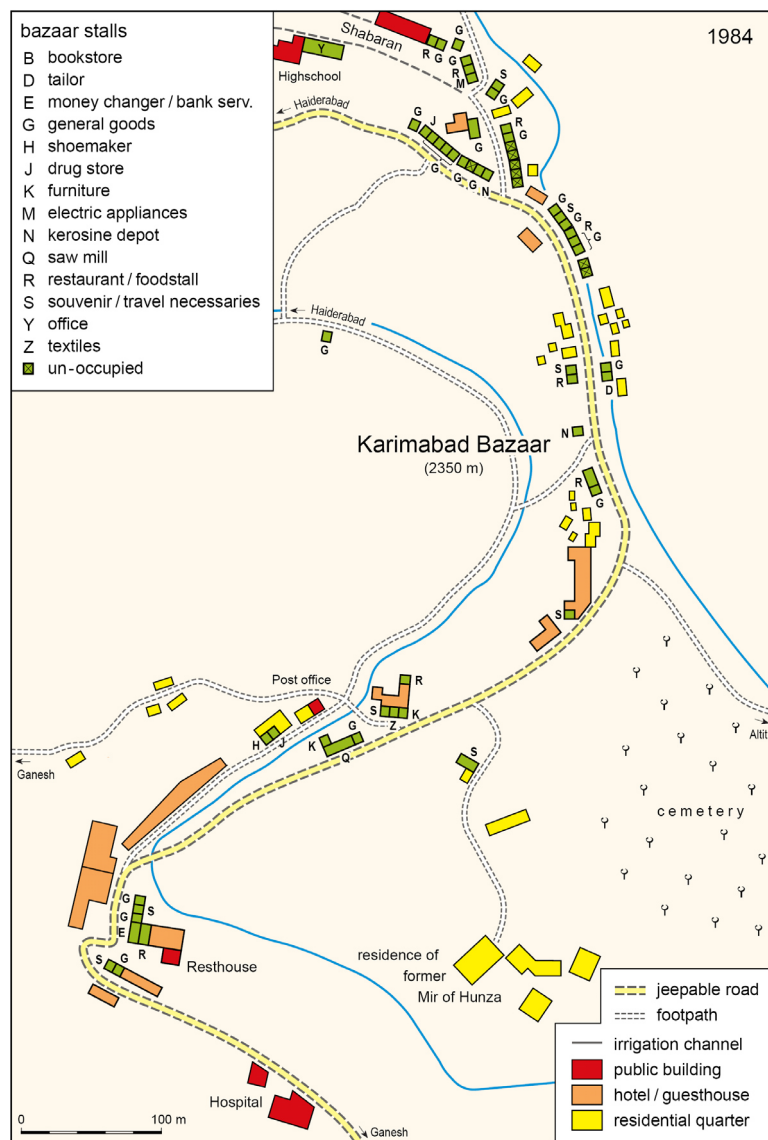 bazaar stalls
B bookstore
D tailor
E money changer / bank serv.
G general goods
H shoemaker
J drug store
K furniture
M electric appliances
N kerosine depot
Q saw mill
R restaurant / foodstall
S souvenir / travel necessaries
Y office
Z textiles
un-occupied
1984
Shabaran
Y
Highschool
R G
G
G
R
M
S
G
Haiderabad
G
J
G
R
G
G
G G N
G
S
G
R
G
Haiderabad
G
S
R
G
D
N
Karimabad Bazaar
(2350 m)
R
G
S
Post office
R
S
Z
K
H
J
K
G
Q
S
Ganesh
Altit
cemetery
G
G
S
E
R
S
G
Resthouse
residence of
former
Mir of Hunza
Hospital
Ganesh
0 100 m
jeepable road
footpath
irrigation channel
public building
hotel / guesthouse
residential quarter